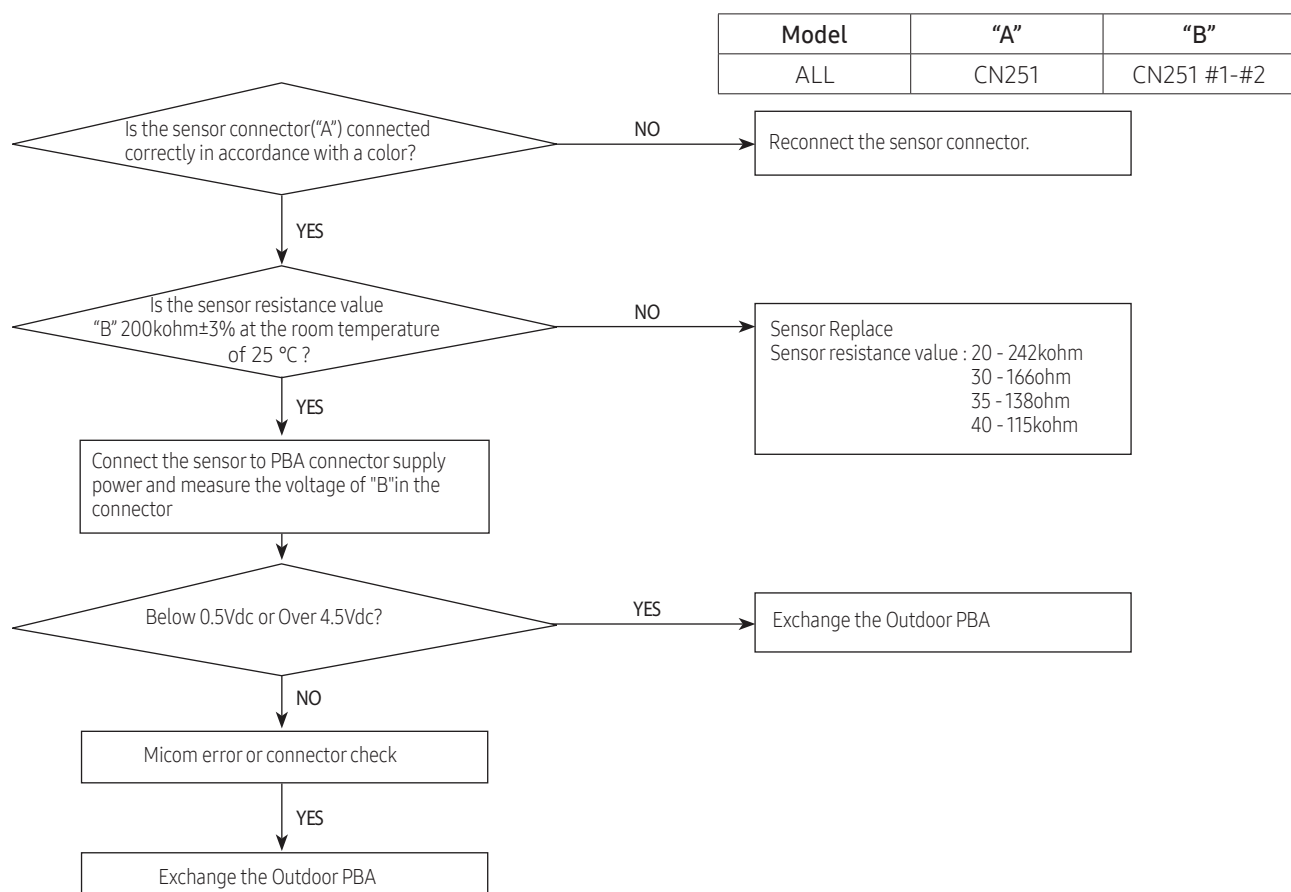 Model “A” “B”
ALL CN251 CN251 #1-#2
Is the sensor connector(“A”) connected
correctly in accordance with a color?
NO
Reconnect the sensor connector.
YES
Is the sensor resistance value
“B” 200kohm±3% at the room temperature
of 25 °C ?
NO
Sensor Replace
Sensor resistance value : 20 - 242kohm
30 - 166ohm
35 - 138ohm
40 - 115kohm
YES
Connect the sensor to PBA connector supply
power and measure the voltage of "B"in the
connector
Below 0.5Vdc or Over 4.5Vdc?
YES
Exchange the Outdoor PBA
NO
Micom error or connector check
YES
Exchange the Outdoor PBA